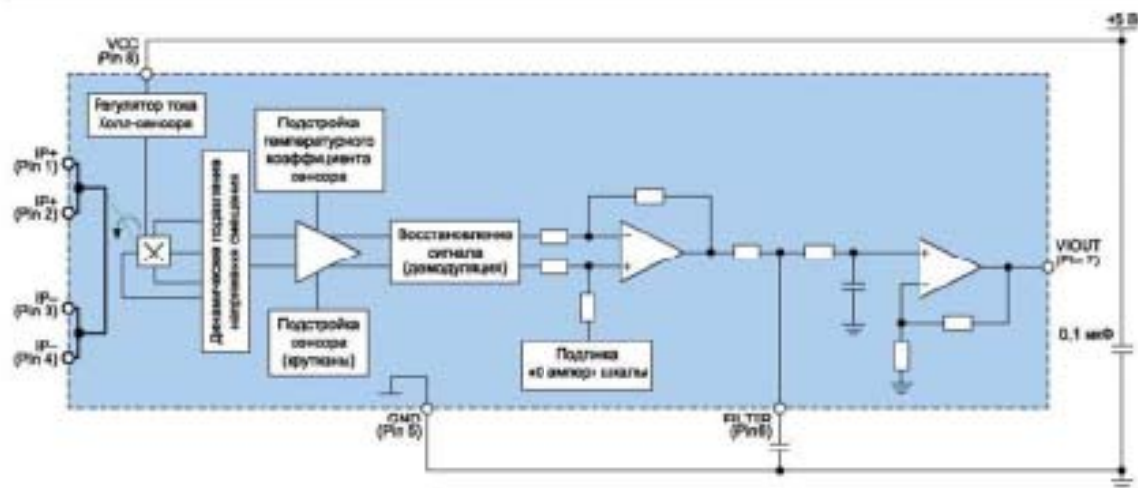 +5 В
VCC
(Pin 8)
Регулятор тока
Холл-сенсора
IP+
(Pin 1)
IP+
(Pin 2)
IP–
(Pin 3)
IP–
(Pin 4)
Динамическое подавление
напряжения смещения
Подстройка
температурного
коэффициента
сенсора
Подстройка
сенсора
(крутизны)
Восстановление
сигнала
(демодуляция)
Подгонка
«0 ампер» шкалы
VIOUT
(Pin 7)
0,1 мкФ
GND
(Pin 5)
FILTER
(Pin6)